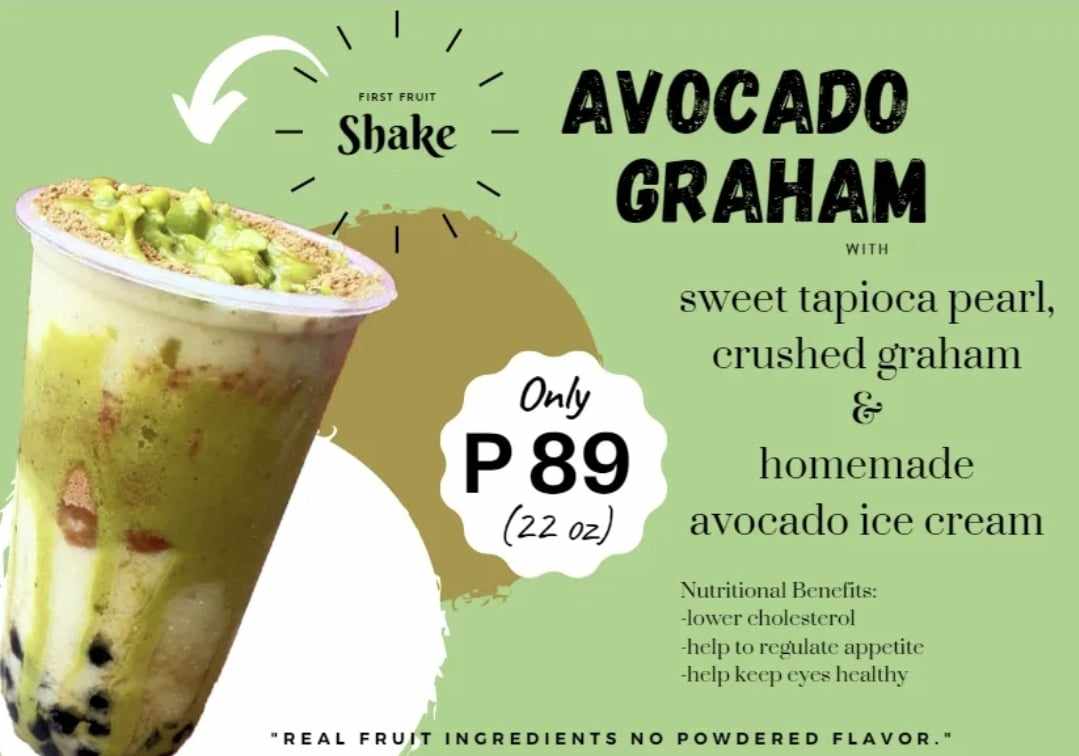 FIRST FRUIT
Shake
AVOCADO
GRAHAM
WITH
sweet tapioca pearl,
crushed graham
&
homemade
avocado ice cream
Only
P 89
(22 oz)
Nutritional Benefits:
-lower cholesterol
-help to regulate appetite
-help keep eyes healthy
"REAL FRUIT INGREDIENTS NO POWDERED FLAVOR."